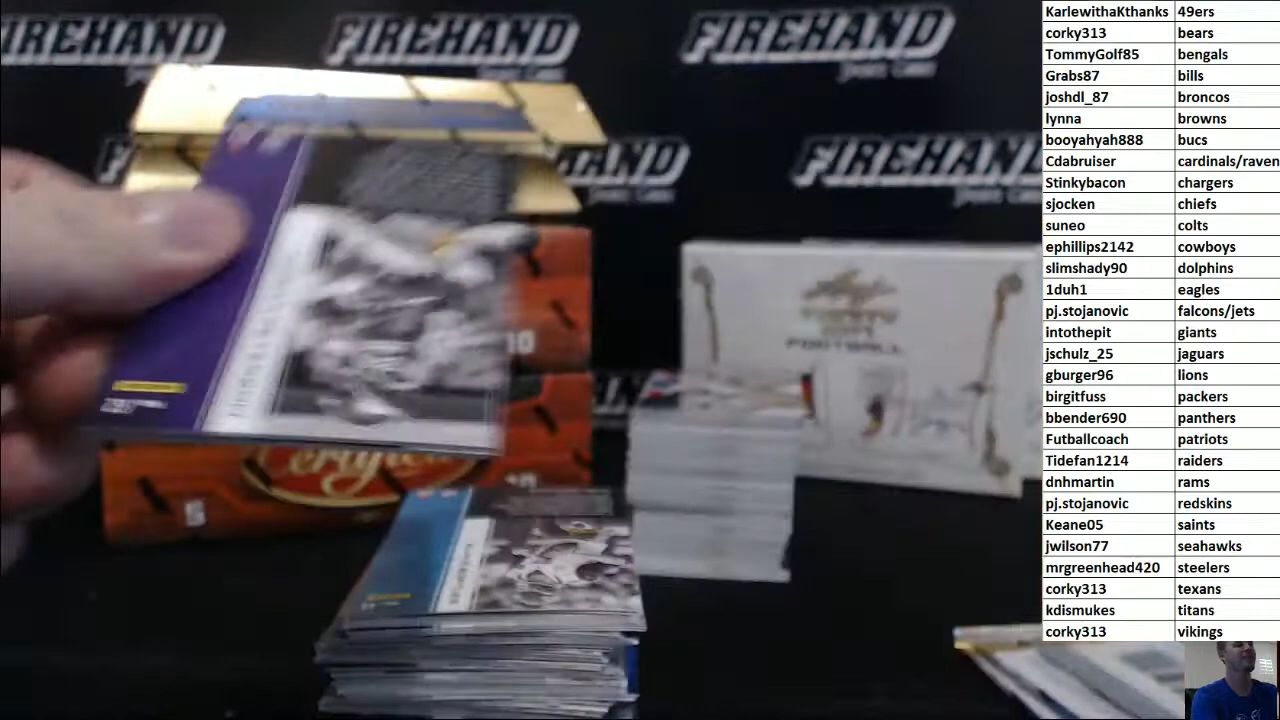 FIREHAND
FIREHAND
FIREHAND
FIREHAND
FIREHAND
FOOTBALL
10
5
KarlewithaKthanks 49ers
corky313 bears
TommyGolf85 bengals
Grabs87 bills
joshdl_87 broncos
lynna browns
booyahyah888 bucs
Cdabruiser cardinals/raven
Stinkybacon chargers
sjocken chiefs
suneo colts
ephillips2142 cowboys
slimshady90 dolphins
1duh1 eagles
pj.stojanovic falcons/jets
intothepit giants
jschulz_25 jaguars
gburger96 lions
birgitfuss packers
bbender690 panthers
Futballcoach patriots
Tidefan1214 raiders
dnhmartin rams
pj.stojanovic redskins
Keane05 saints
jwilson77 seahawks
mrgreenhead420 steelers
corky313 texans
kdismukes titans
corky313 vikings